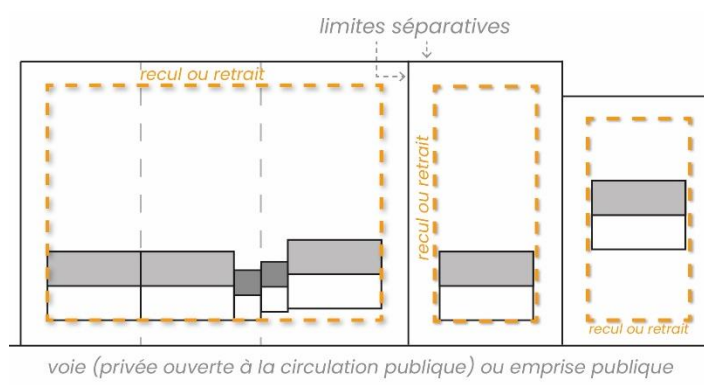 limites séparatives
recul ou retrait
recul ou retrait
recul ou retrait
voie (privée ouverte à la circulation publique) ou emprise publique